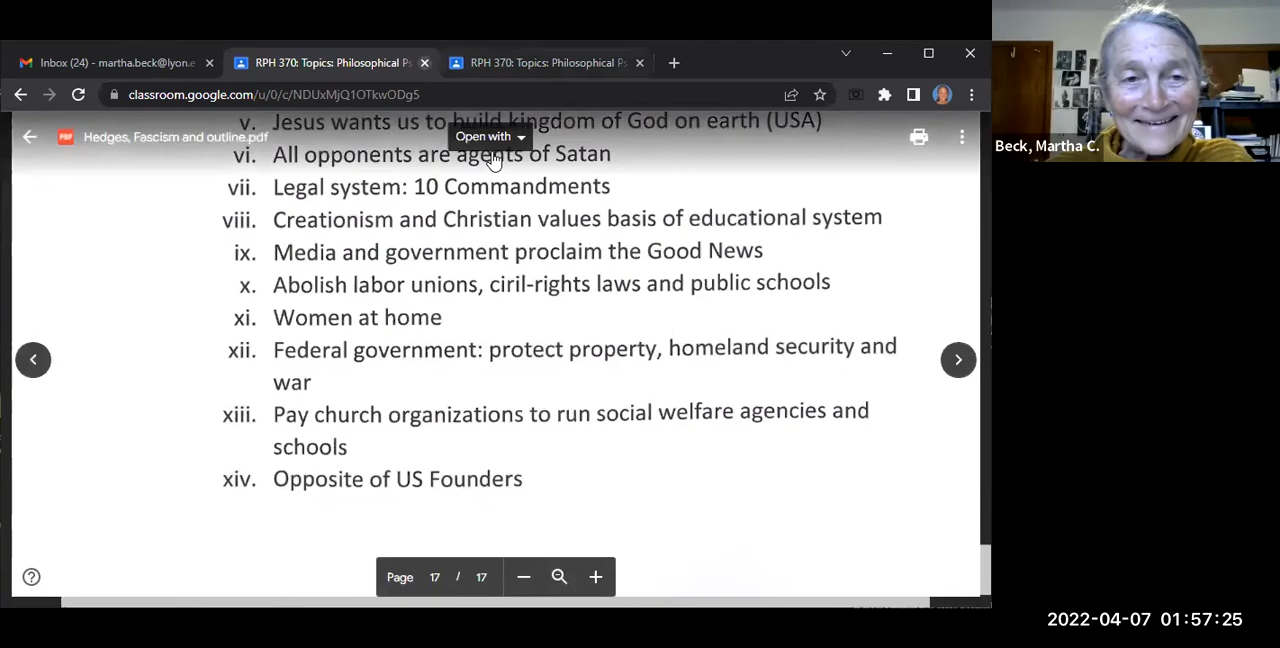 Inbox (24) - martha.beck@lyon.e
RPH 370: Topics: Philosophical Ps
RPH 370: Topics: Philosophical Ps
classroom.google.com/u/0/c/NDUxMjQ1OTkwODg5
Beck, Martha C.
v. Jesus wants us to build kingdom of God on earth (USA)
Hedges, Fascism and outline.pdf
Open with
vi. All opponents are agents of Satan
vii. Legal system: 10 Commandments
viii. Creationism and Christian values basis of educational system
ix. Media and government proclaim the Good News
x. Abolish labor unions, ciril-rights laws and public schools
xi. Women at home
xii. Federal government: protect property, homeland security and
war
xiii. Pay church organizations to run social welfare agencies and
schools
xiv. Opposite of US Founders
Page 17 / 17
2022-04-07 01:57:25